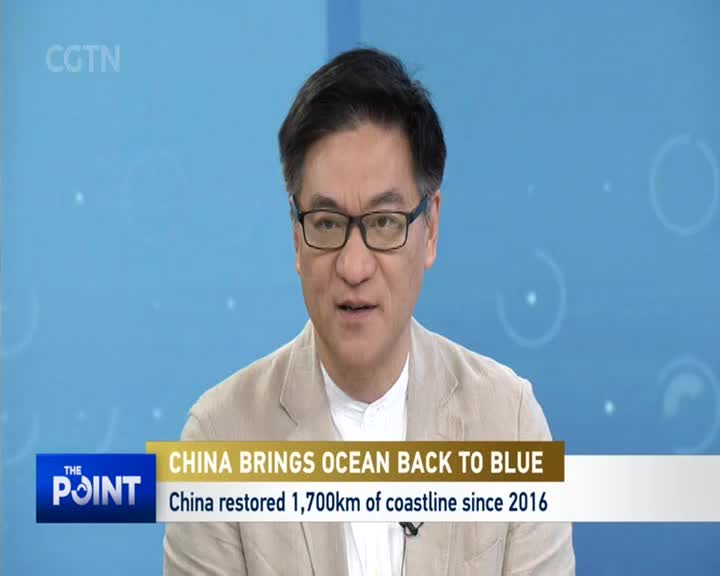 CGTN
CHINA BRINGS OCEAN BACK TO BLUE
THE
POINT
China restored 1,700km of coastline since 2016